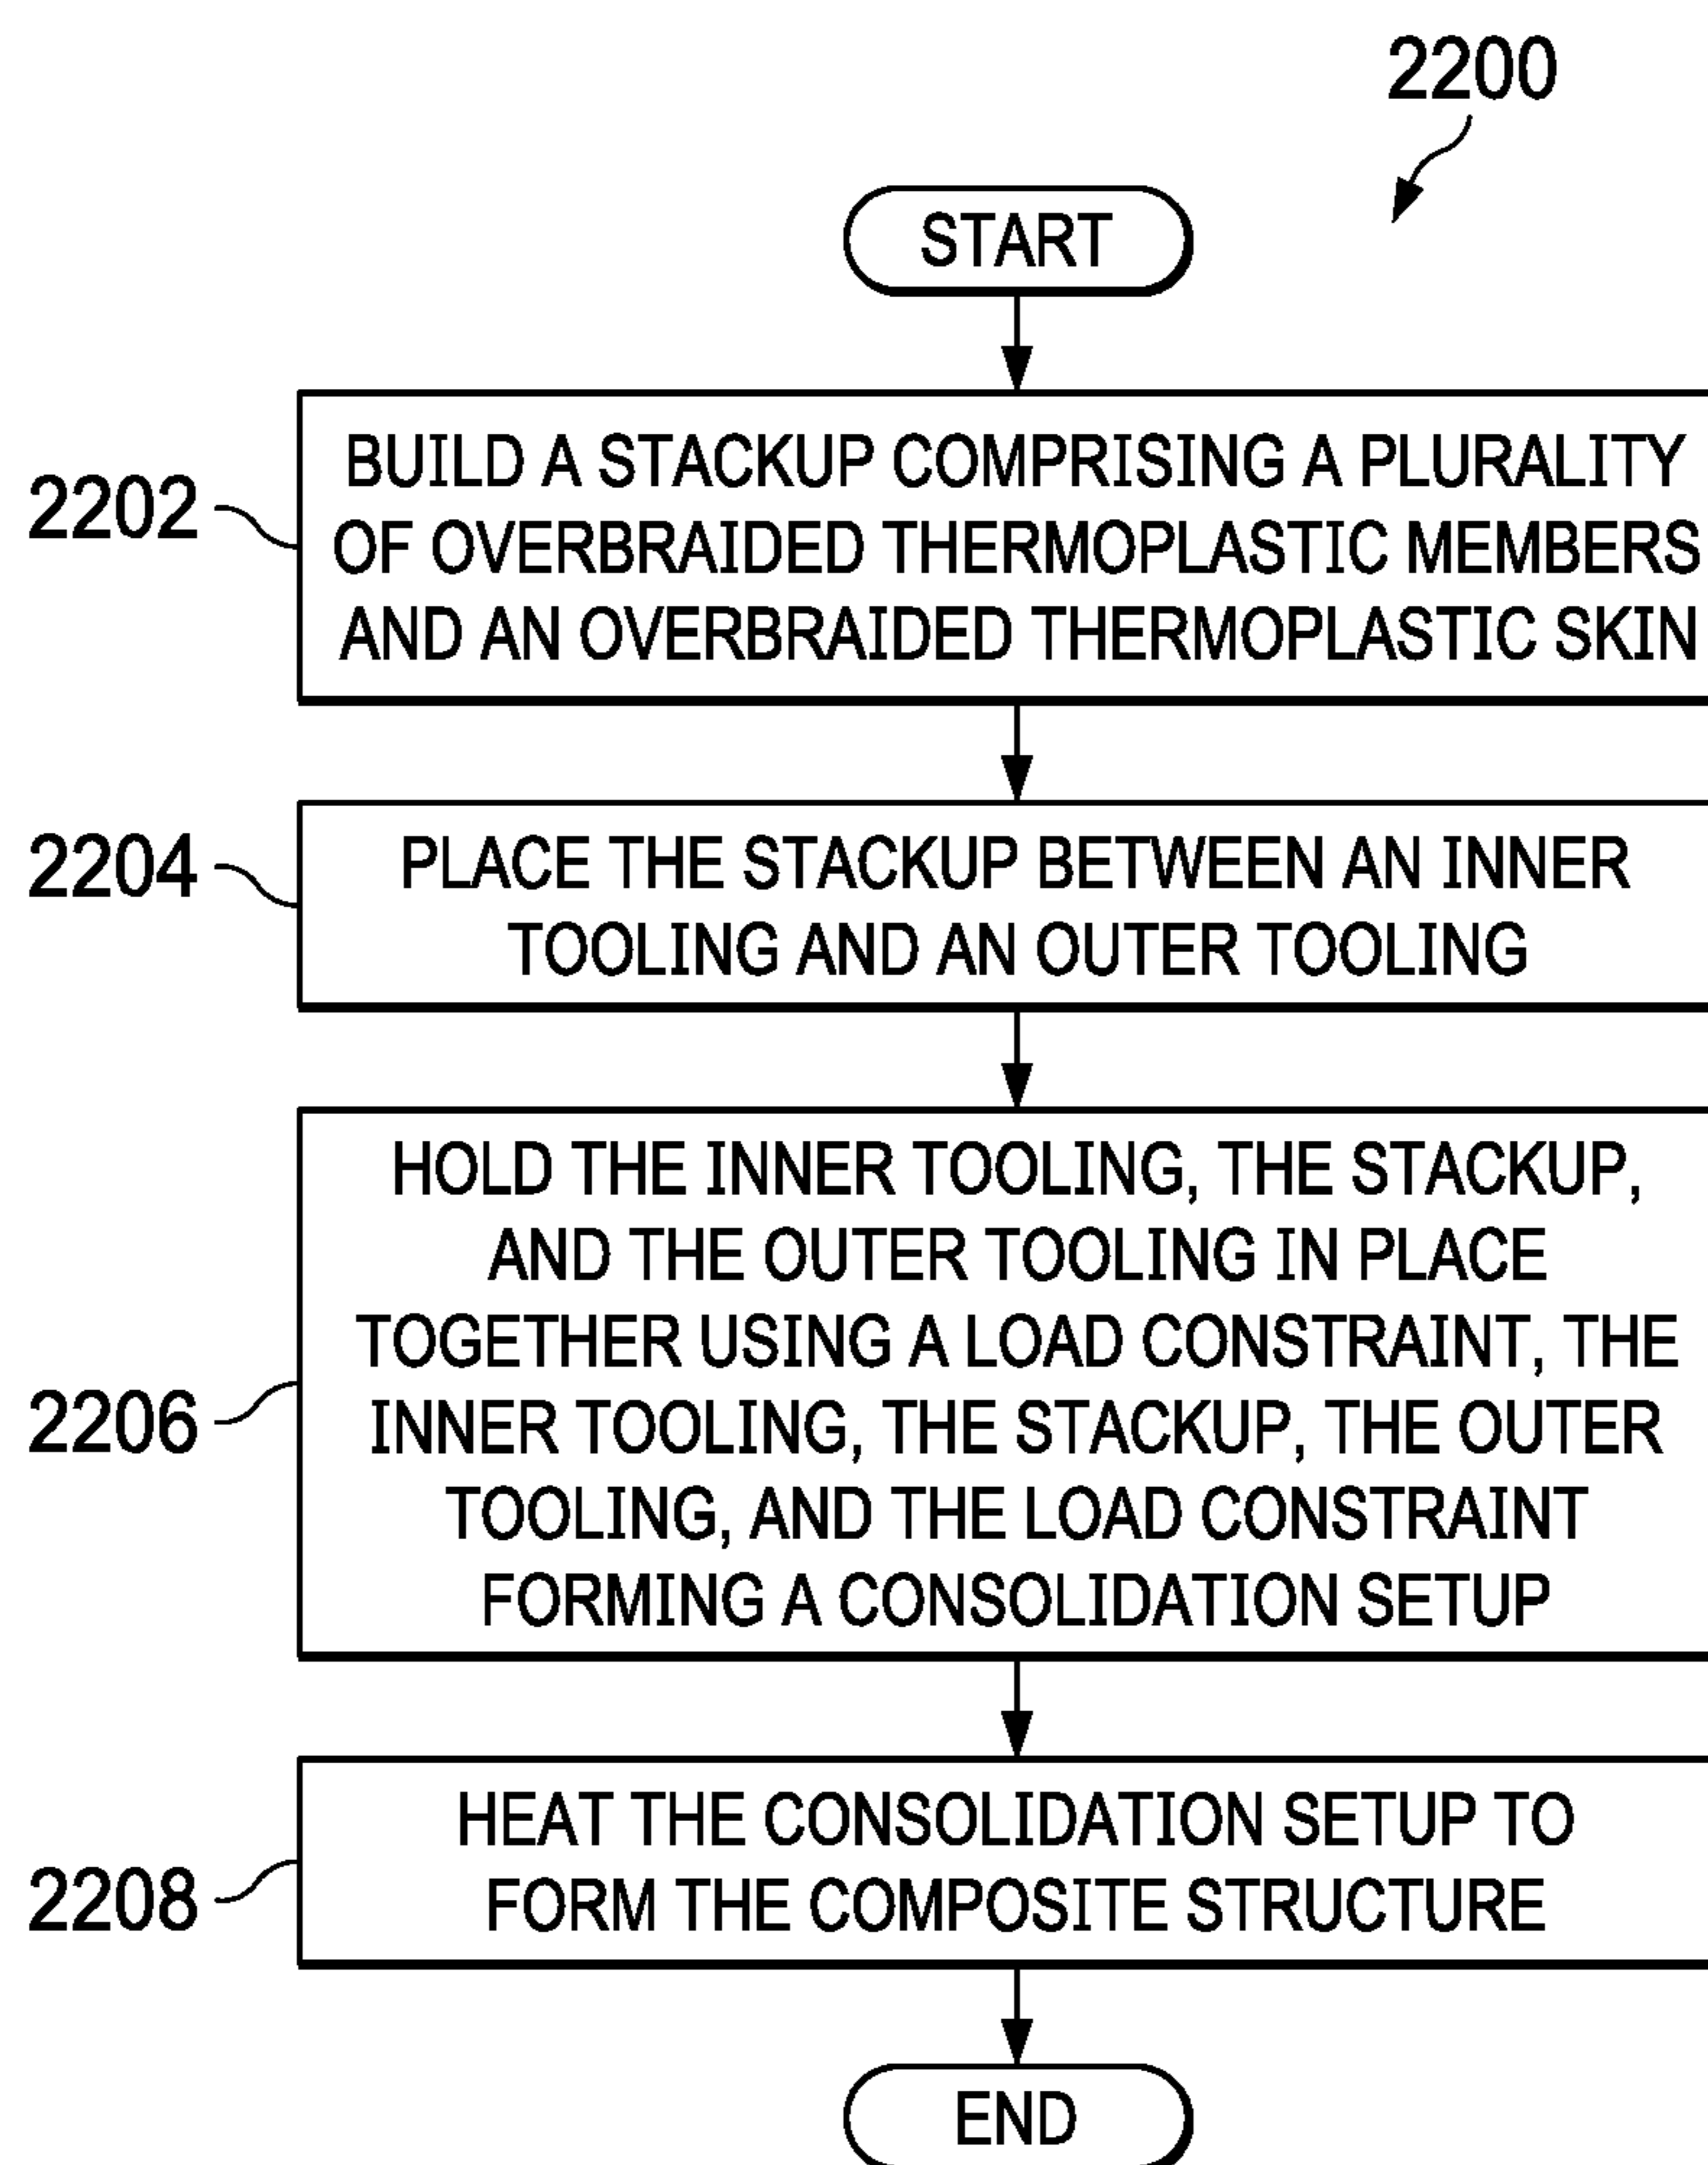 2200
START
2202
BUILD A STACKUP COMPRISING A PLURALITY
OF OVERBRAIDED THERMOPLASTIC MEMBERS
AND AN OVERBRAIDED THERMOPLASTIC SKIN
2204
PLACE THE STACKUP BETWEEN AN INNER
TOOLING AND AN OUTER TOOLING
2206
HOLD THE INNER TOOLING, THE STACKUP,
AND THE OUTER TOOLING IN PLACE
TOGETHER USING A LOAD CONSTRAINT, THE
INNER TOOLING, THE STACKUP, THE OUTER
TOOLING, AND THE LOAD CONSTRAINT
FORMING A CONSOLIDATION SETUP
2208
HEAT THE CONSOLIDATION SETUP TO
FORM THE COMPOSITE STRUCTURE
END